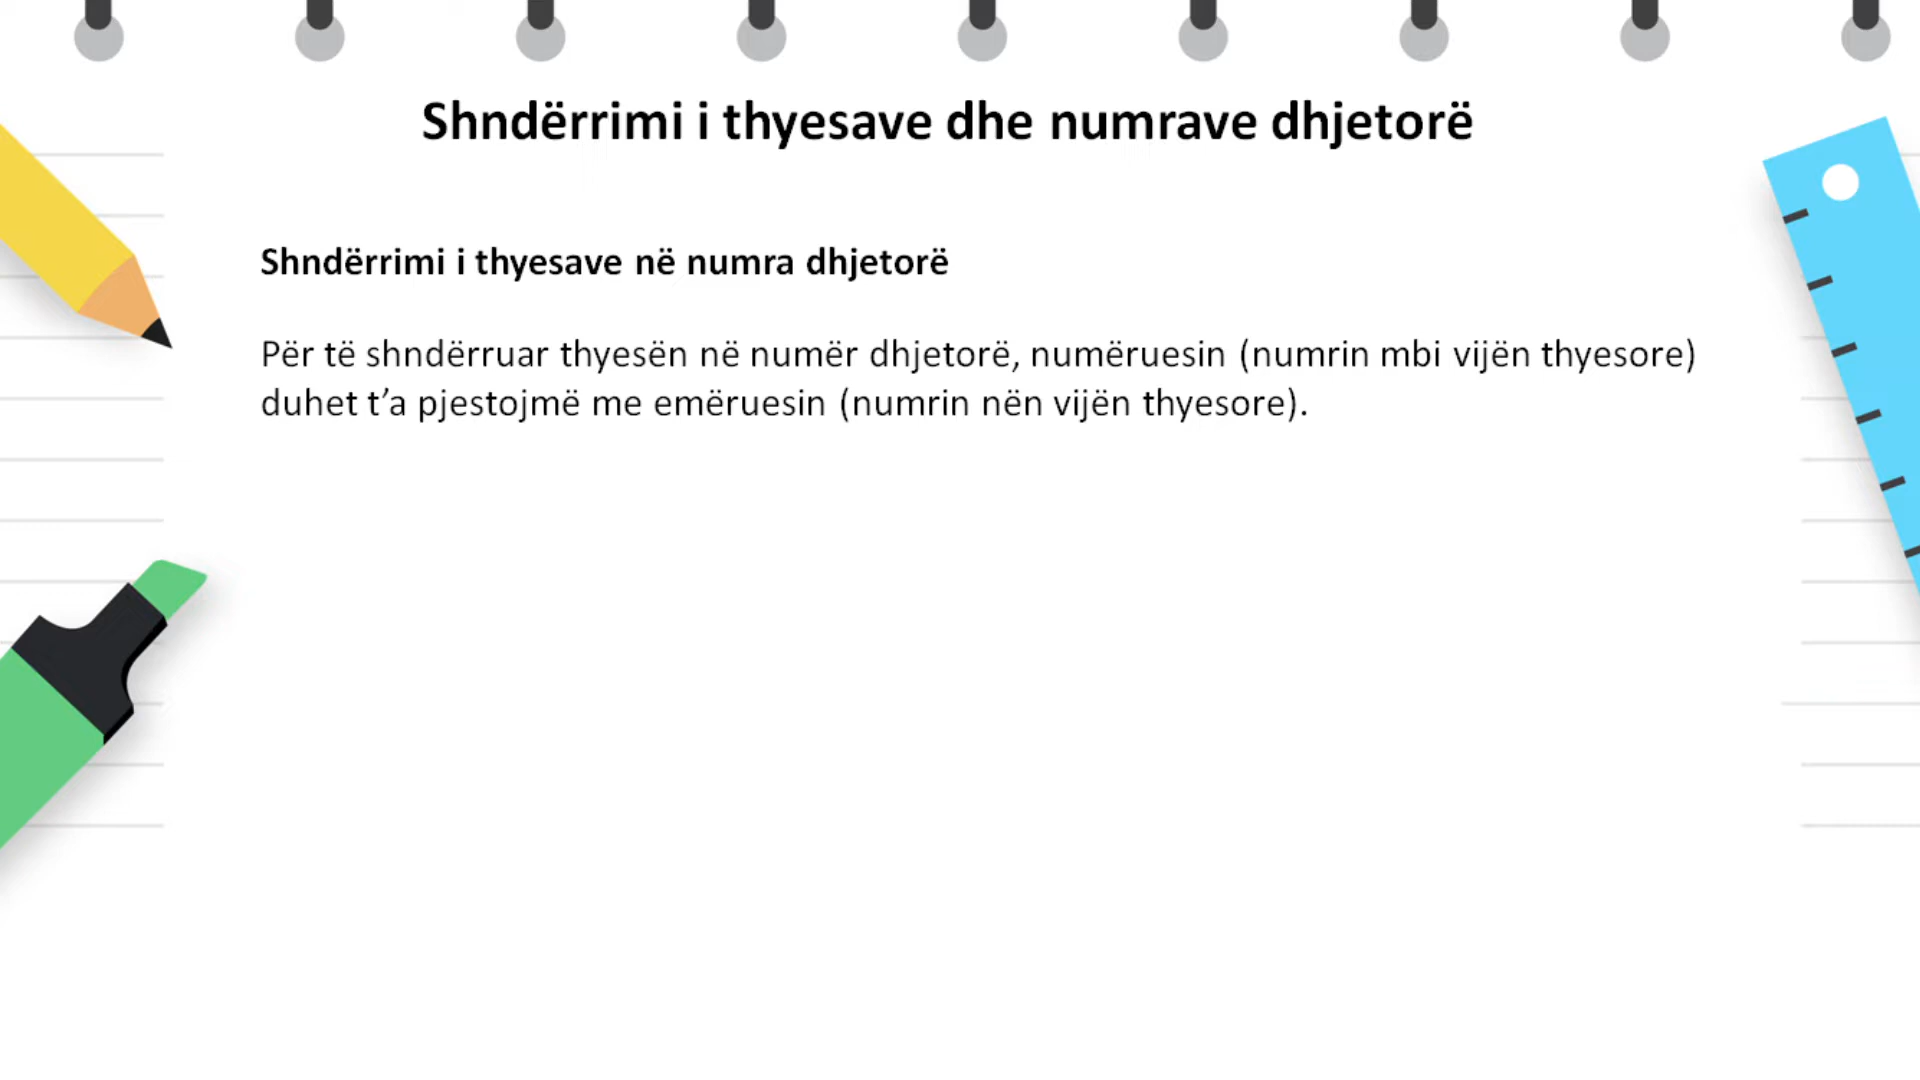 Shndërrimi i thyesave dhe numrave dhjetorë
Shndërrimi i thyesave në numra dhjetorë
Për të shndërruar thyesën në numër dhjetorë, numëruesin (numrin mbi vijën thyesore)
duhet t’a pjestojmë me emëruesin (numrin nën vijën thyesore).